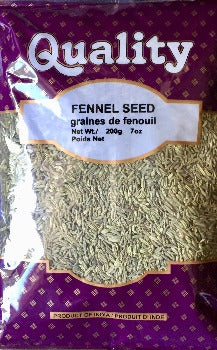 Quality
FENNEL SEED
graines de fenouil
Net Wt./ 200g 7oz
Poids Net
PRODUCT OF INDIA / PRODUIT D'INDE